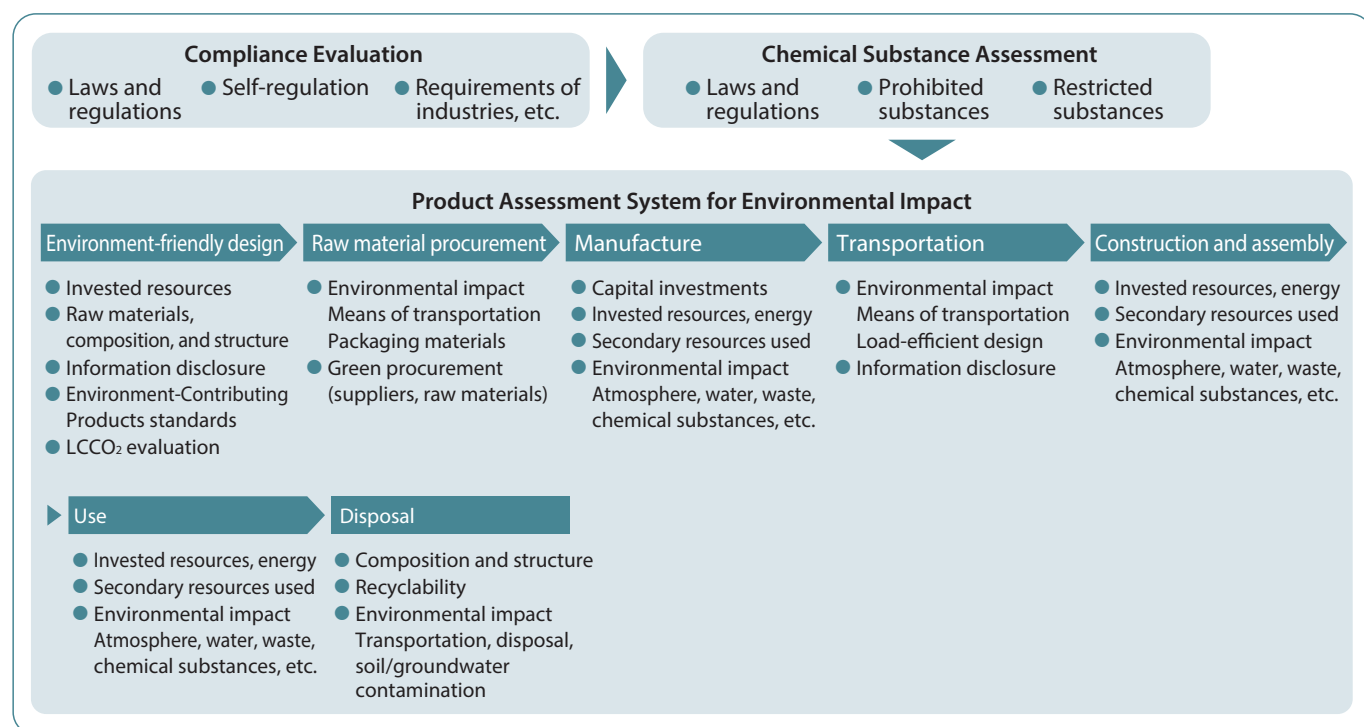 Compliance Evaluation
● Laws and regulations
● Self-regulation
● Requirements of industries, etc.
Chemical Substance Assessment
● Laws and regulations
● Prohibited substances
● Restricted substances
Product Assessment System for Environmental Impact
Environment-friendly design
● Invested resources
● Raw materials,
composition, and structure
● Information disclosure
● Environment-Contributing
Products standards
● LCCO₂ evaluation
Raw material procurement
● Environmental impact
Means of transportation
Packaging materials
● Green procurement
(suppliers, raw materials)
Manufacture
● Capital investments
● Invested resources, energy
● Secondary resources used
● Environmental impact
Atmosphere, water, waste,
chemical substances, etc.
Transportation
● Environmental impact
Means of transportation
Load-efficient design
● Information disclosure
Construction and assembly
● Invested resources, energy
● Secondary resources used
● Environmental impact
Atmosphere, water, waste,
chemical substances, etc.
Use
● Invested resources, energy
● Secondary resources used
● Environmental impact
Atmosphere, water, waste,
chemical substances, etc.
Disposal
● Composition and structure
● Recyclability
● Environmental impact
Transportation, disposal,
soil/groundwater
contamination